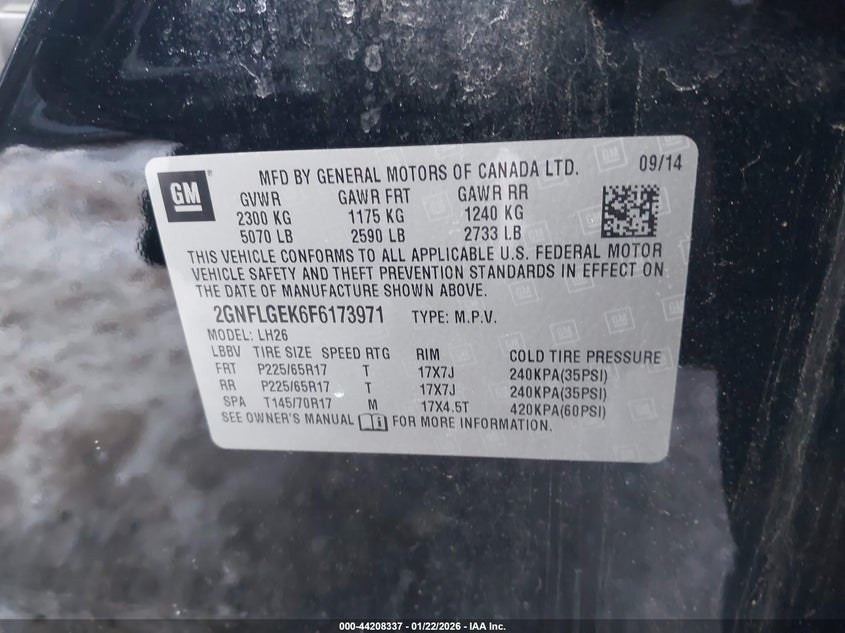 GM
MFD BY GENERAL MOTORS OF CANADA LTD. 09/14
GVWR GAWR FRT GAWR RR
2300 KG 1175 KG 1240 KG
5070 LB 2590 LB 2733 LB
THIS VEHICLE CONFORMS TO ALL APPLICABLE U.S. FEDERAL MOTOR
VEHICLE SAFETY AND THEFT PREVENTION STANDARDS IN EFFECT ON
THE DATE OF MANUFACTURE SHOWN ABOVE.
2GNFLGEK6F6173971 TYPE: M.P.V.
MODEL: LH26
LBBV TIRE SIZE SPEED RTG RIM COLD TIRE PRESSURE
FRT P225/65R17 T 17X7J 240KPA(35PSI)
RR P225/65R17 T 17X7J 240KPA(35PSI)
SPA T145/70R17 M 17X4.5T 420KPA(60PSI)
SEE OWNER'S MANUAL FOR MORE INFORMATION.
000-44208337 - 01/22/2026 - IAA Inc.